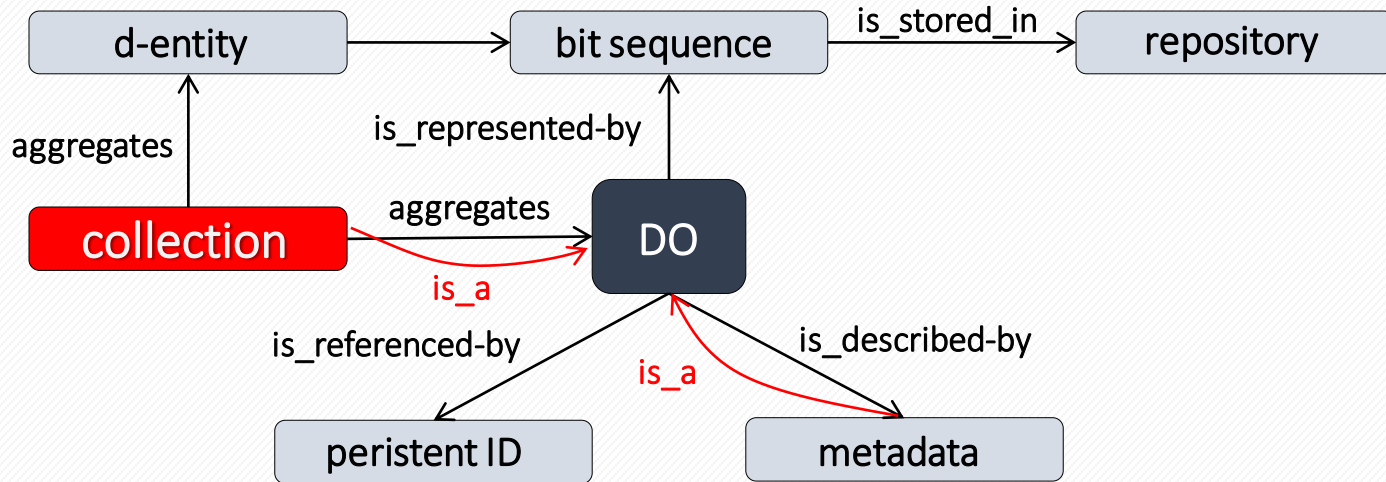 d-entity
bit sequence
is_stored_in
repository
aggregates
is_represented-by
collection
aggregates
DO
is_a
is_referenced-by
is_described-by
is_a
peristent ID
metadata